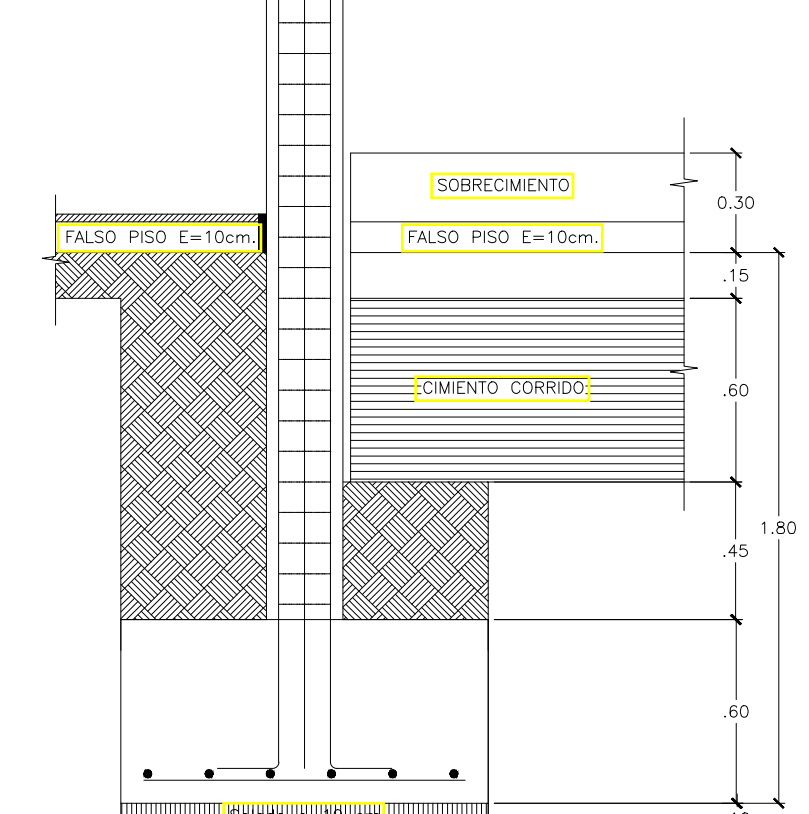 SOBRECIMIENTO
0.30
FALSO PISO E=10cm.
FALSO PISO E=10cm.
.15
CIMIENTO CORRIDO
.60
1.80
.45
.60